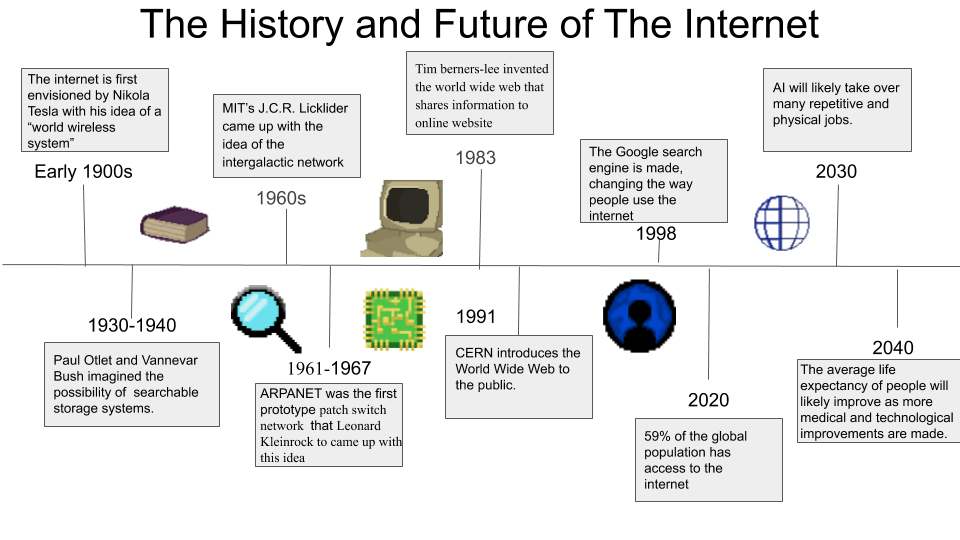 The History and Future of The Internet
The internet is first
envisioned by Nikola
Tesla with his idea of a
“world wireless
system”
Early 1900s
MIT’s J.C.R. Licklider
came up with the
idea of the
intergalactic network
1960s
Tim berners-lee invented
the world wide web that
shares information to
online website
1983
The Google search
engine is made,
changing the way
people use the
internet
1998
AI will likely take over
many repetitive and
physical jobs.
2030
1930-1940
Paul Otlet and Vannevar
Bush imagined the
possibility of  searchable
storage systems.
1961-1967
ARPANET was the first
prototype patch switch
network  that Leonard
Kleinrock to came up with
this idea
1991
CERN introduces the
World Wide Web to
the public.
2020
59% of the global
population has
access to the
internet
2040
The average life
expectancy of people will
likely improve as more
medical and technological
improvements are made.